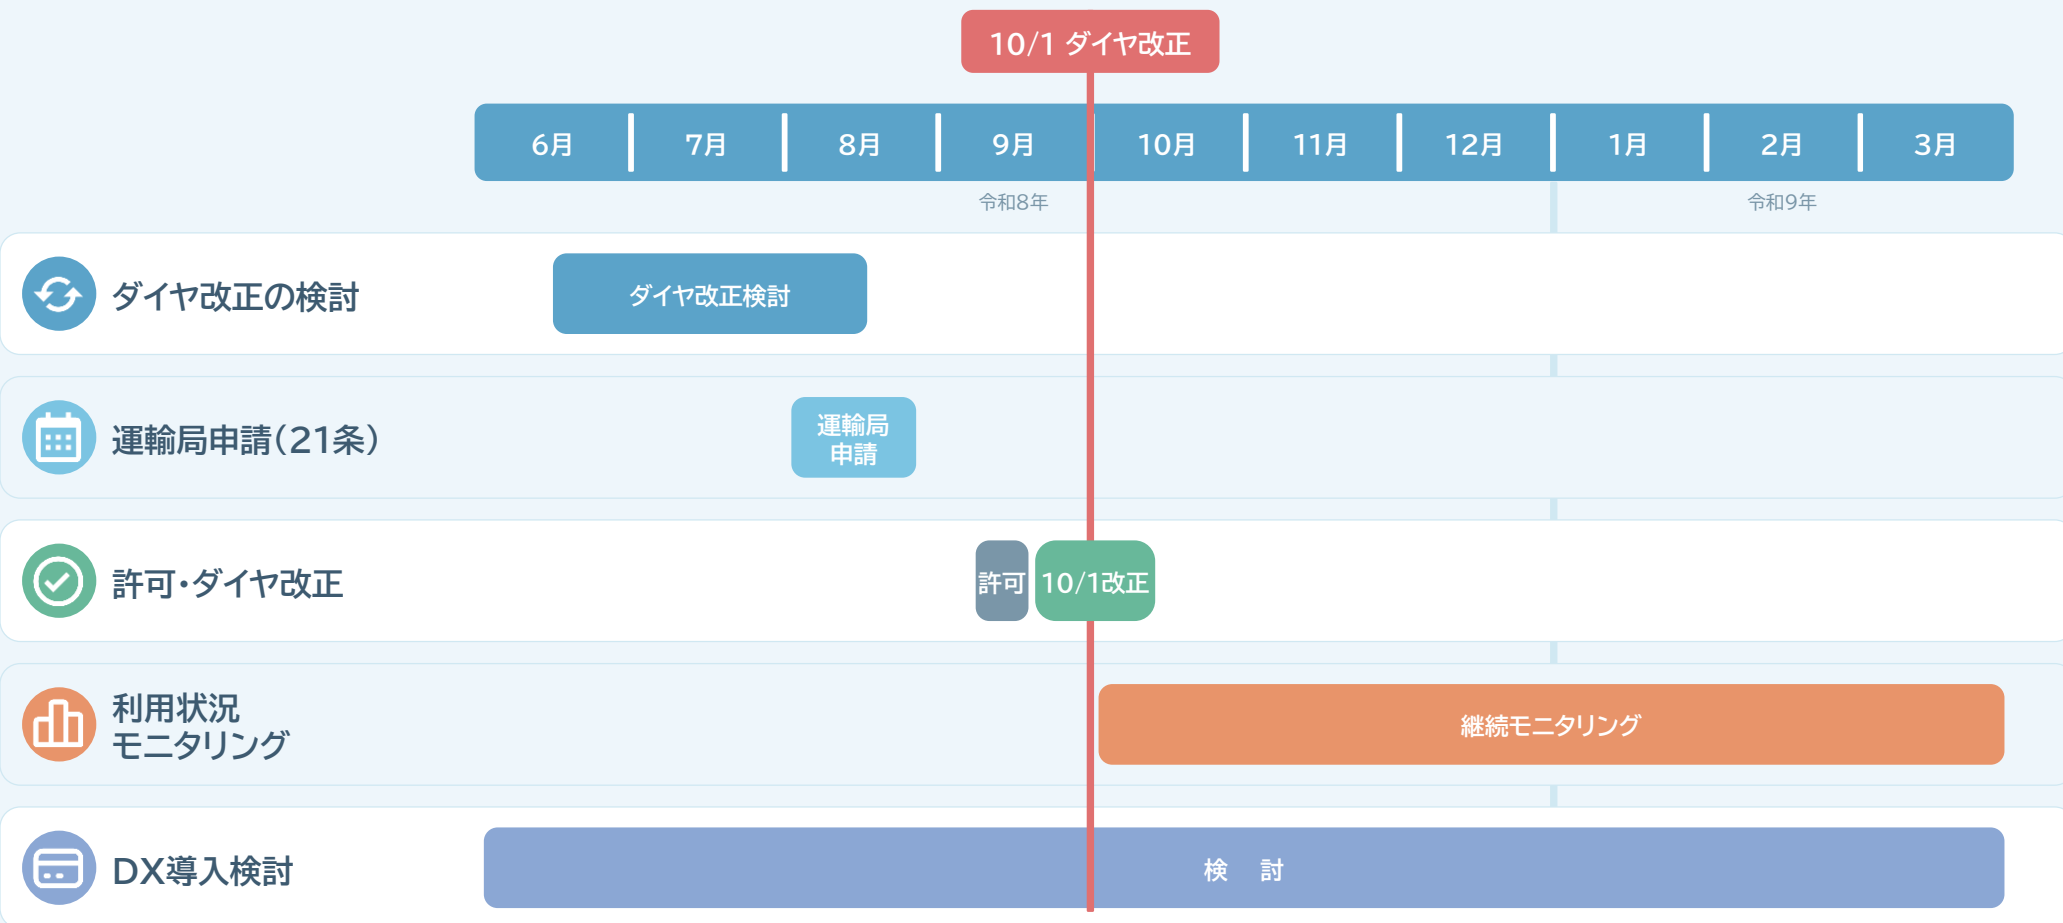 10/1 ダイヤ改正
6月 7月 8月 9月 10月 11月 12月 1月 2月 3月
令和8年 令和9年
ダイヤ改正の検討
ダイヤ改正検討
運輸局申請(21条)
運輸局
申請
許可・ダイヤ改正
許可
10/1改正
利用状況
モニタリング
継続モニタリング
DX導入検討
検 討